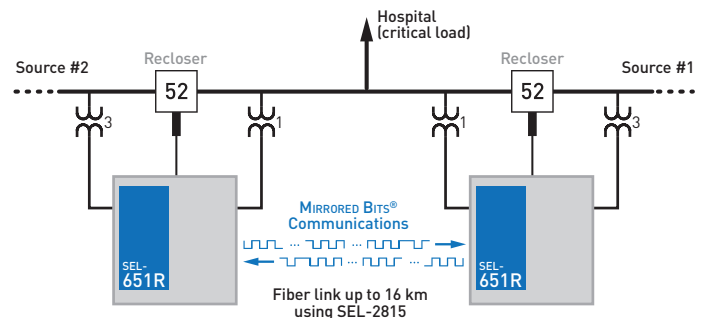 Hospital
(critical load)
Source #2
Recloser
Recloser
Source #1
52
52
3
1
1
3
MIRRORED BITS®
Communications
... ...
... ...
SEL-
651R
SEL-
651R
Fiber link up to 16 km
using SEL-2815